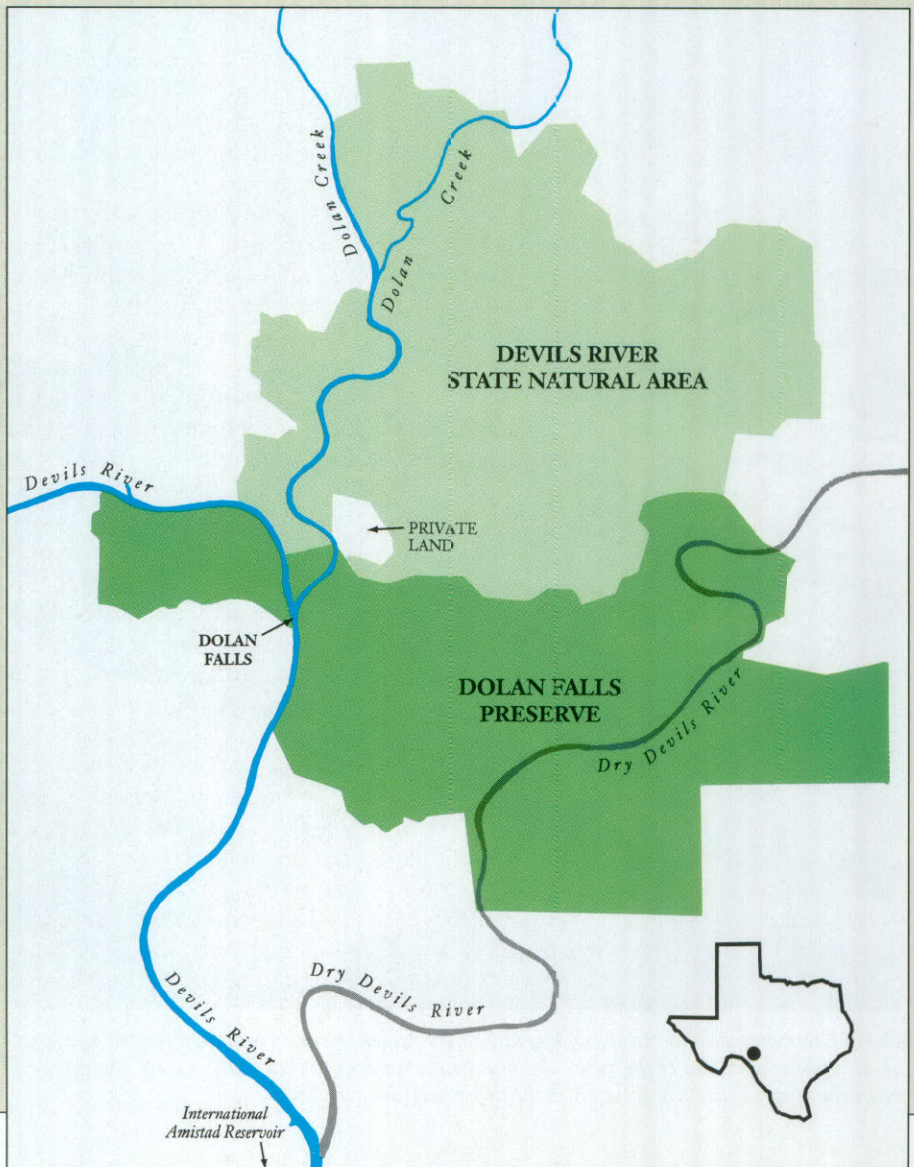 Dolan Creek
Dolan Creek
DEVILS RIVER
STATE NATURAL AREA
Devils River
PRIVATE
LAND
DOLAN
FALLS
DOLAN FALLS
PRESERVE
Dry Devils River
Dry Devils River
Devils River
International
Amistad Reservoir